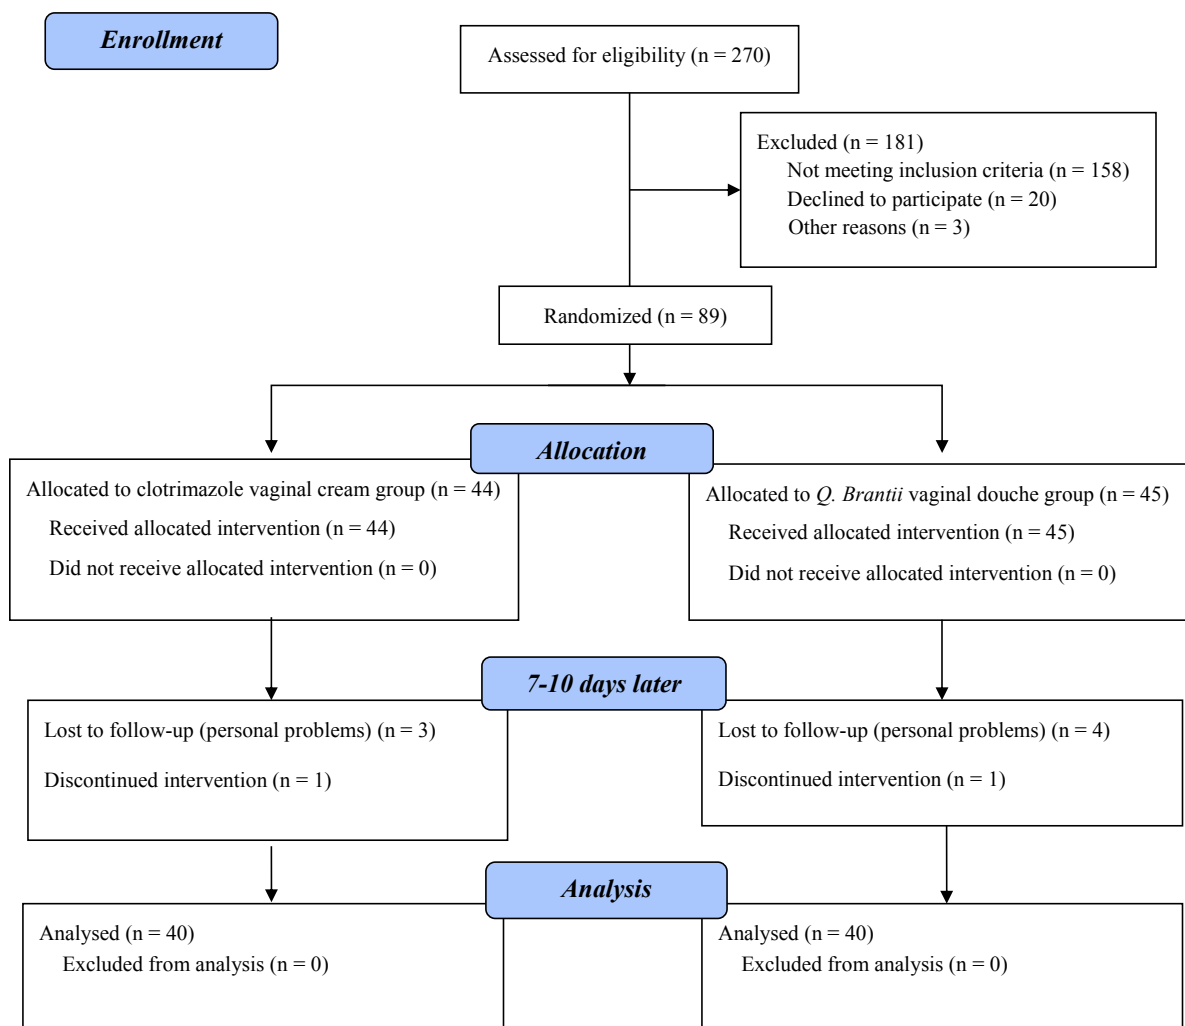 Enrollment
Assessed for eligibility (n = 270)
Excluded (n = 181)
Not meeting inclusion criteria (n = 158)
Declined to participate (n = 20)
Other reasons (n = 3)
Randomized (n = 89)
Allocation
Allocated to clotrimazole vaginal cream group (n = 44)
Received allocated intervention (n = 44)
Did not receive allocated intervention (n = 0)
Allocated to Q. Brantii vaginal douche group (n = 45)
Received allocated intervention (n = 45)
Did not receive allocated intervention (n = 0)
7-10 days later
Lost to follow-up (personal problems) (n = 3)
Discontinued intervention (n = 1)
Lost to follow-up (personal problems) (n = 4)
Discontinued intervention (n = 1)
Analysis
Analysed (n = 40)
Excluded from analysis (n = 0)
Analysed (n = 40)
Excluded from analysis (n = 0)